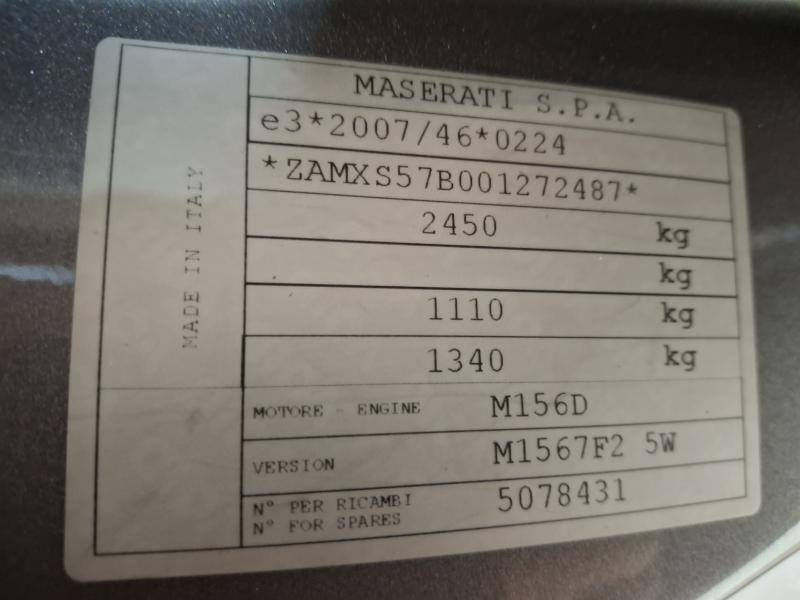 MASERATI S.P.A.
e3*2007/46*0224
*ZAMXS57B001272487*
2450 kg
kg
1110 kg
1340 kg
MADE IN ITALY
MOTORE - ENGINE M156D
VERSION M1567F2 5W
N° PER RICAMBI
N° FOR SPARES
5078431